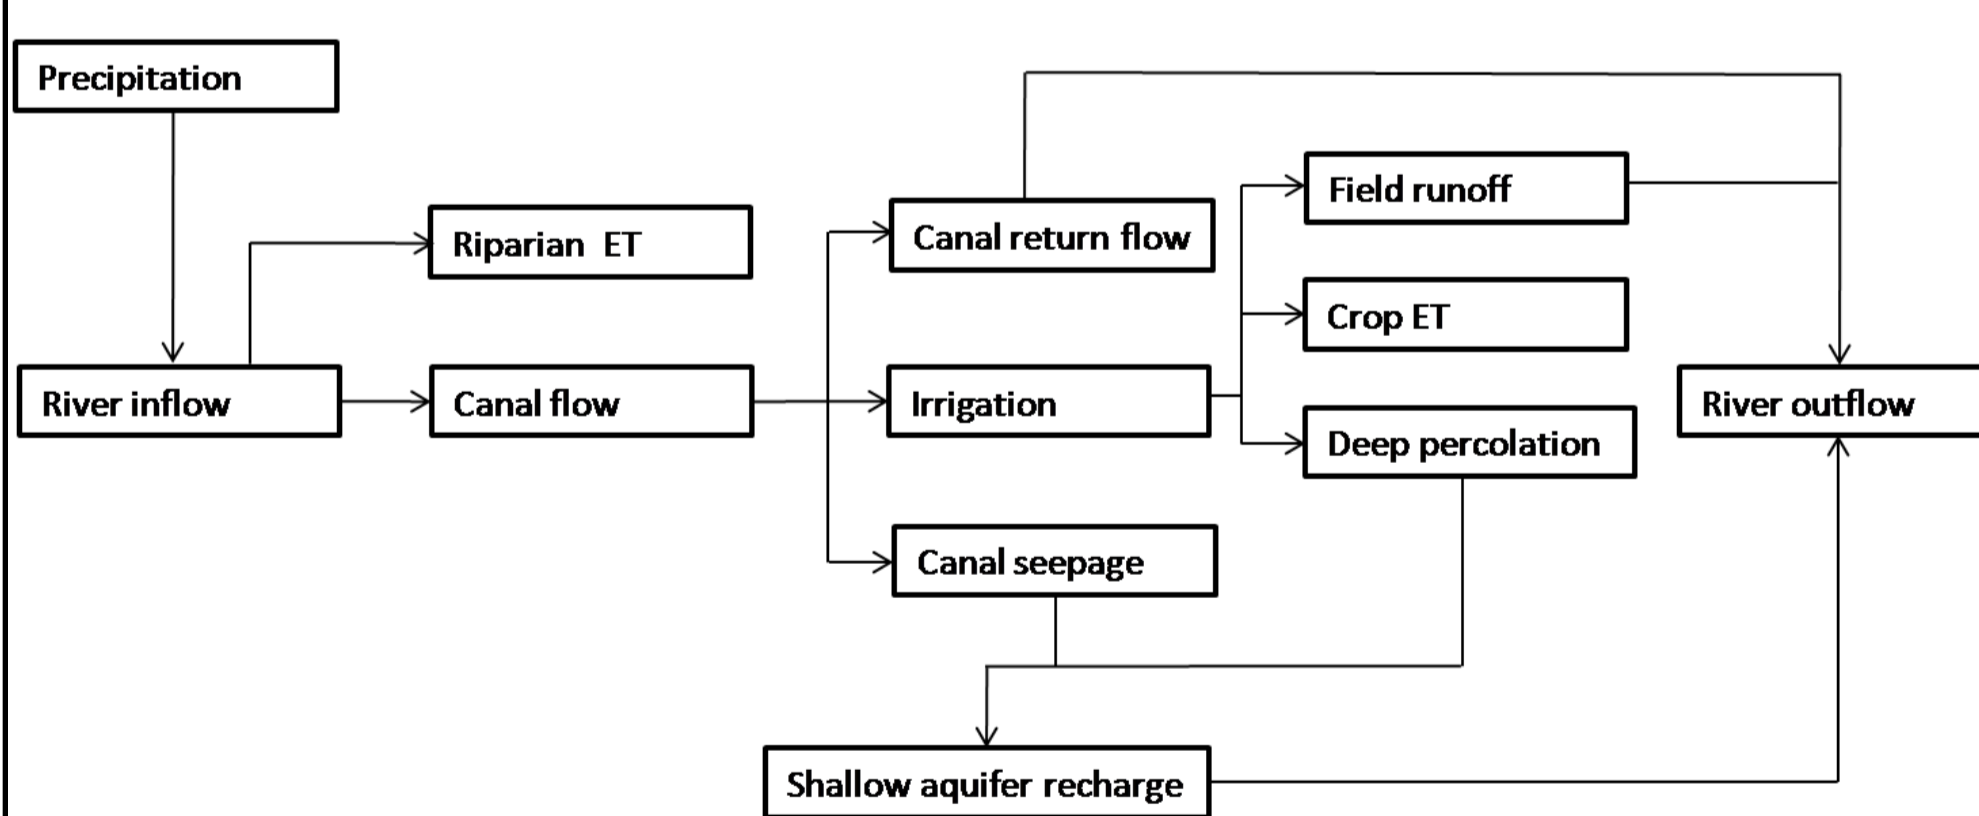 Precipitation
Riparian ET
River inflow
Canal flow
Canal return flow
Irrigation
Canal seepage
Field runoff
Crop ET
Deep percolation
River outflow
Shallow aquifer recharge